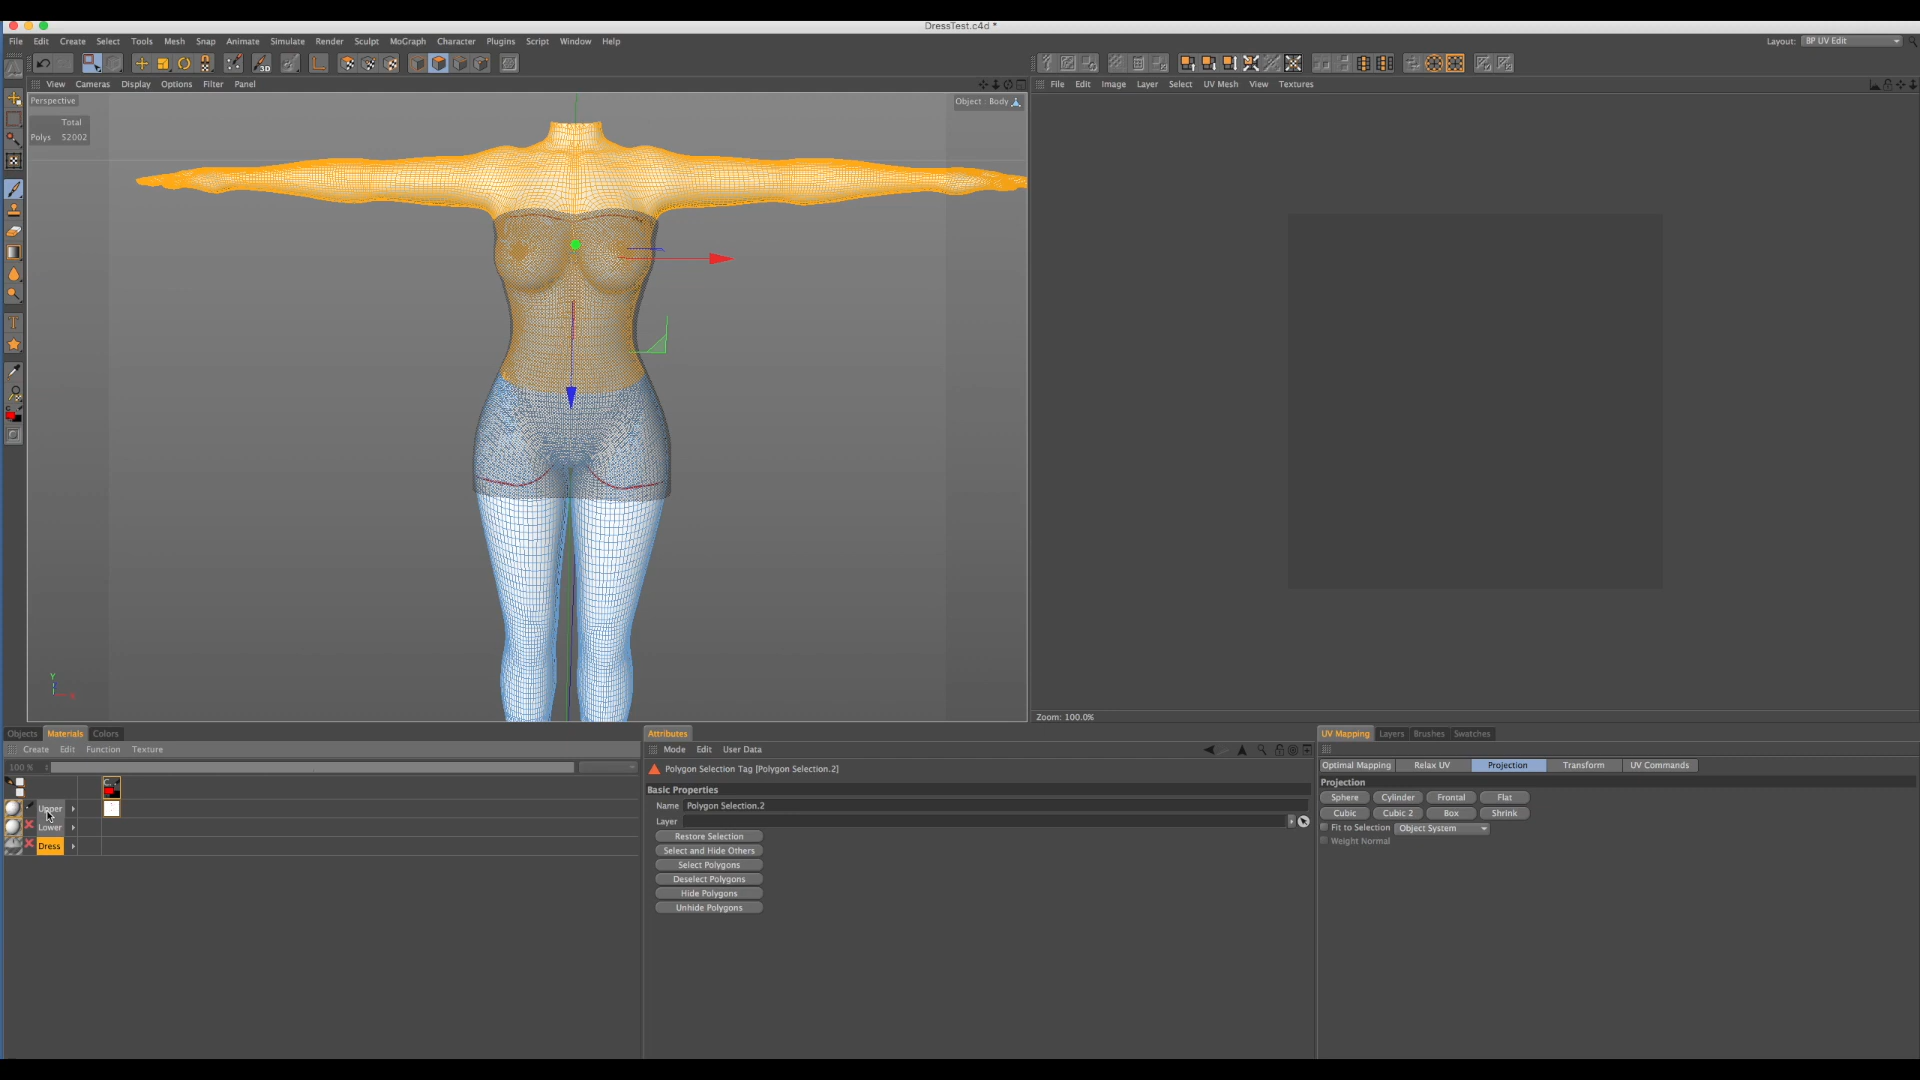 DressTest.c4d *
File Edit Create Select Tools Mesh Snap Animate Simulate Render Sculpt MoGraph Character Plugins Script Window Help
Layout: BP UV Edit
3D
View Cameras Display Options Filter Panel
File Edit Image Layer Select UV Mesh View Textures
Perspective
Object : Body
Total
Polys 52002
Y
Zoom: 100.0%
Objects Materials Colors
Create Edit Function Texture
100 %
Upper
Lower
Dress
Attributes
Mode Edit User Data
Polygon Selection Tag [Polygon Selection.2]
Basic Properties
Name Polygon Selection.2
Layer
Restore Selection
Select and Hide Others
Select Polygons
Deselect Polygons
Hide Polygons
Unhide Polygons
UV Mapping Layers Brushes Swatches
Optimal Mapping Relax UV Projection Transform UV Commands
Projection
Sphere Cylinder Frontal Flat
Cubic Cubic 2 Box Shrink
Fit to Selection Object System
Weight Normal